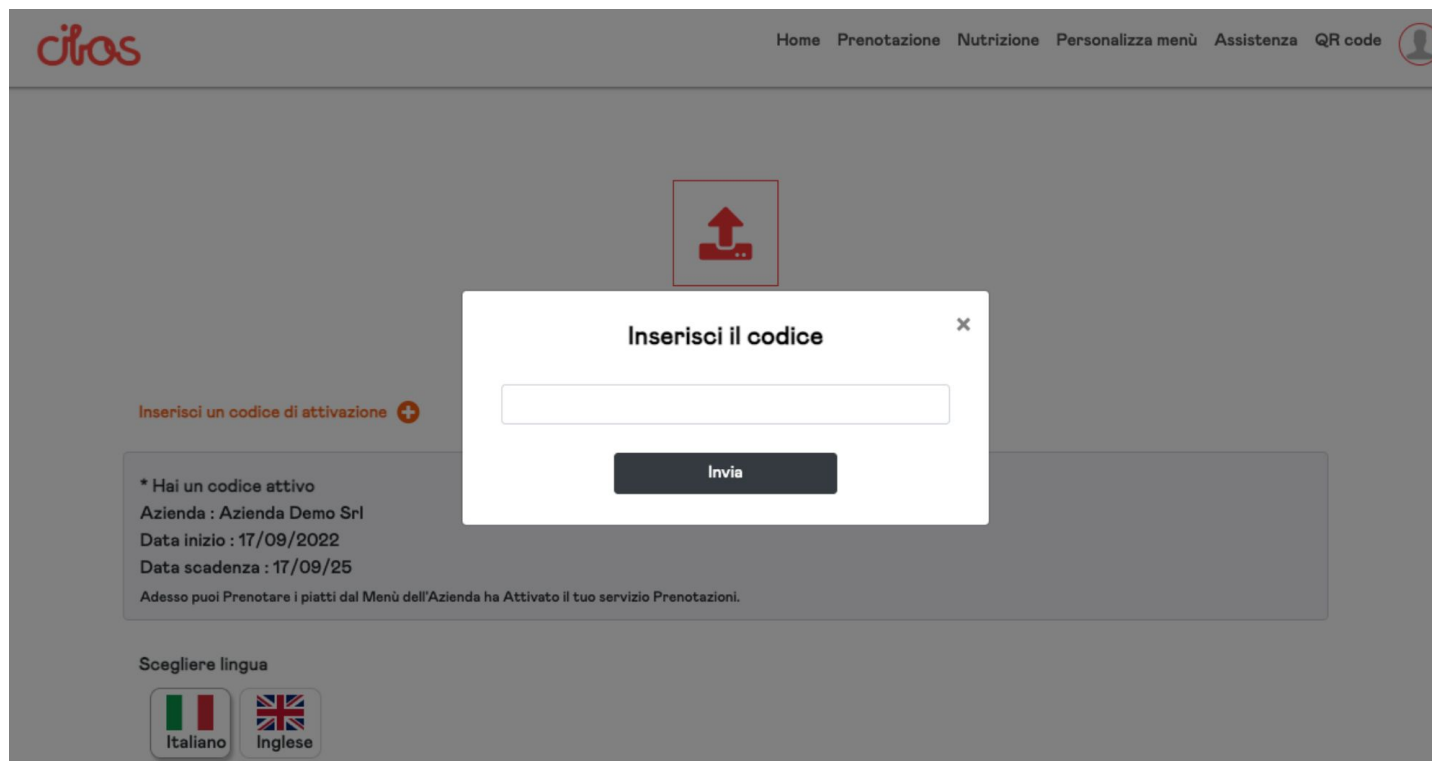 cibos
Home Prenotazione Nutrizione Personalizza menù Assistenza QR code
Inserisci il codice
×
Inserisci un codice di attivazione
Invia
* Hai un codice attivo
Azienda : Azienda Demo Srl
Data inizio : 17/09/2022
Data scadenza : 17/09/25
Adesso puoi Prenotare i piatti dal Menù dell'Azienda ha Attivato il tuo servizio Prenotazioni.
Scegliere lingua
Italiano Inglese